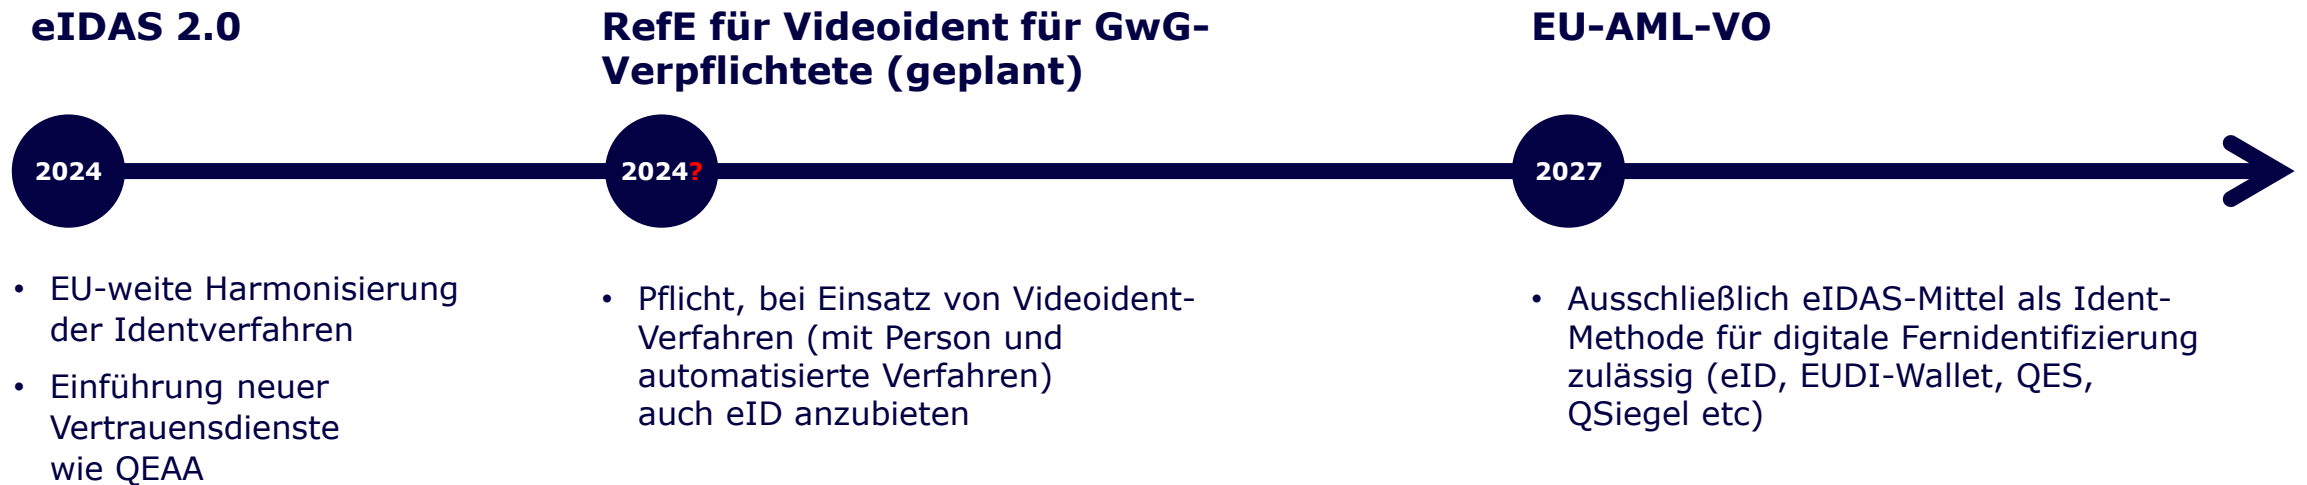 eIDAS 2.0
RefE für Videoident für GwG-
Verpflichtete (geplant)
EU-AML-VO
2024
2024?
2027
• EU-weite Harmonisierung
der Identverfahren
• Einführung neuer
Vertrauensdienste
wie QEAA
• Pflicht, bei Einsatz von Videoident-
Verfahren (mit Person und
automatisierte Verfahren)
auch eID anzubieten
• Ausschließlich eIDAS-Mittel als Ident-
Methode für digitale Fernidentifizierung
zulässig (eID, EUDI-Wallet, QES,
QSiegel etc)